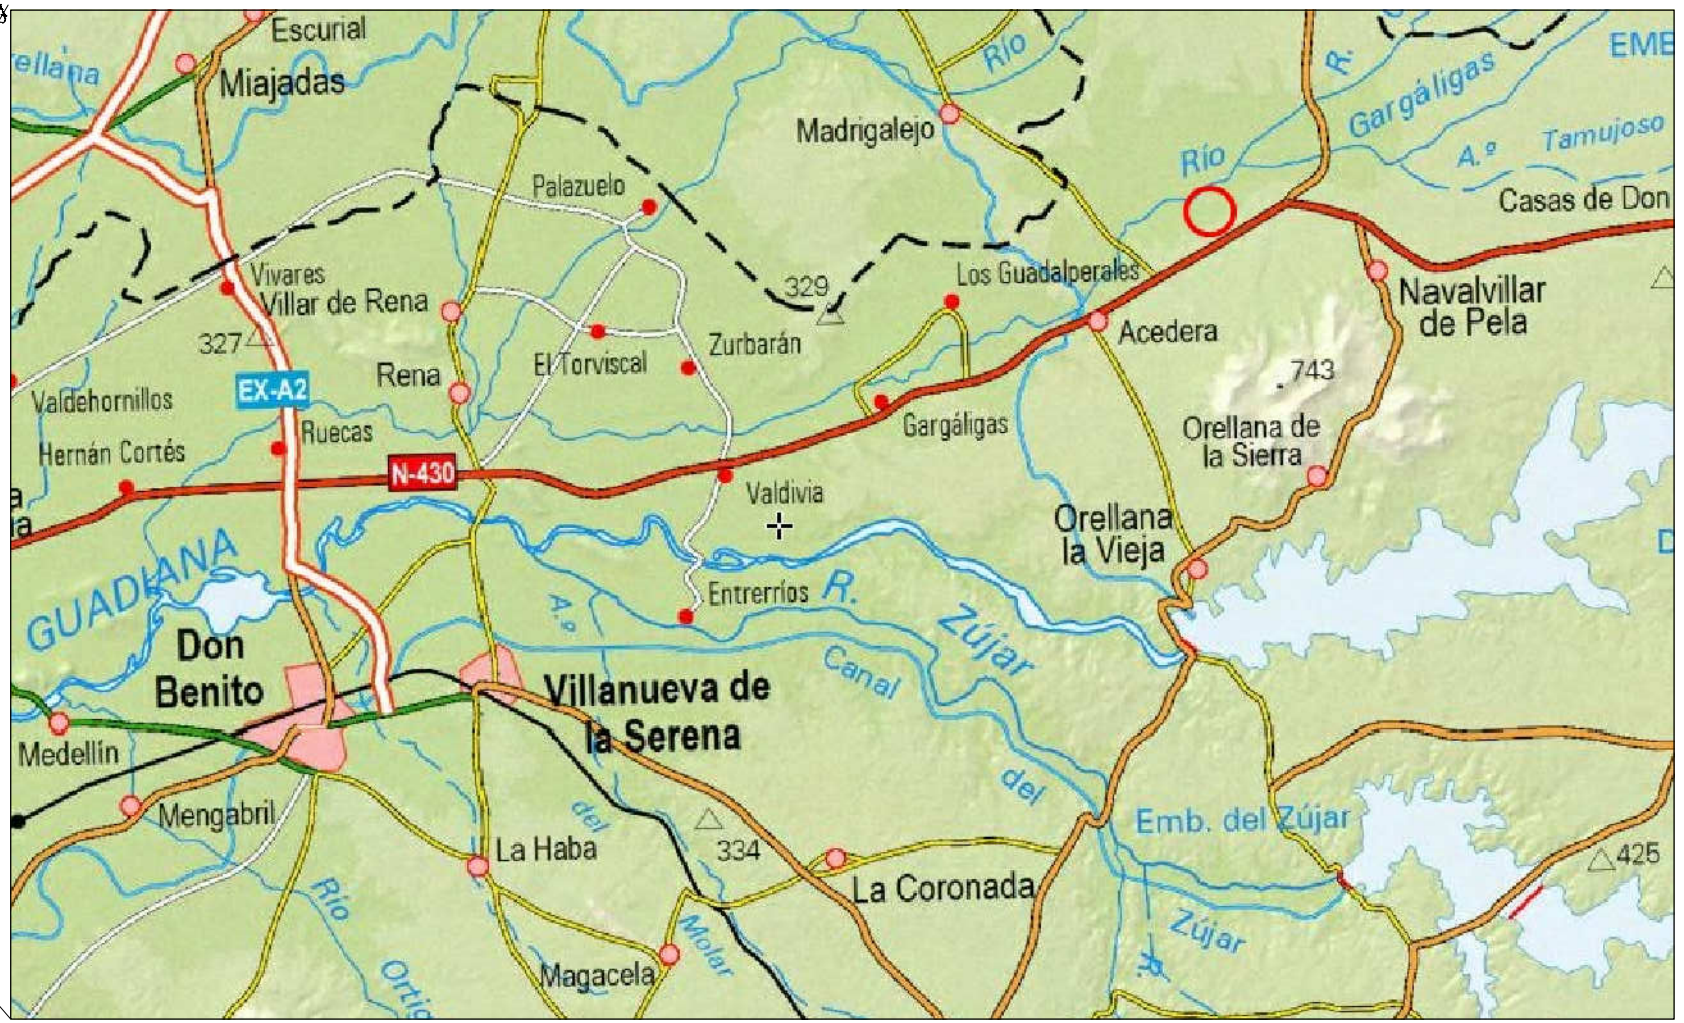 Escurial
Miajadas
ellana
Río
R.
Gargáligas
EME
Madrigalejo
A.º Tamujoso
Río
Palazuelo
Casas de Don
Vivares
Villar de Rena
329
Los Guadalperales
Navalvillar
de Pela
327
El Torviscal
Zurbarán
Acedera
Rena
743
EX-A2
Valdehornillos
Ruecas
Gargáligas
Orellana de
la Sierra
Hernán Cortés
N-430
Valdivia
a
na
Orellana
la Vieja
D
GUADIANA
Entrerríos
R.
Zújar
A.º
Don
Benito
Canal
Villanueva de
la Serena
Medellín
del
Mengabril
del
Emb. del Zújar
La Haba
334
425
La Coronada
Río
Molar
Zújar
Ortig
Magacela
R.